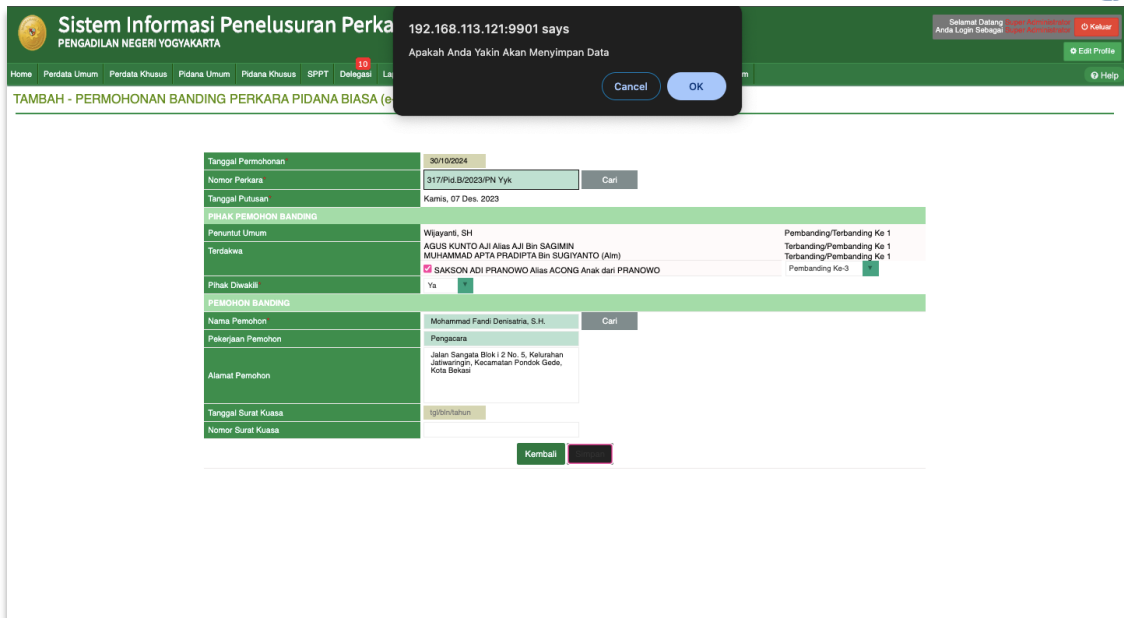 Sistem Informasi Penelusuran Perka
PENGADILAN NEGERI YOGYAKARTA
192.168.113.121:9901 says
Apakah Anda Yakin Akan Menyimpan Data
Cancel OK
Selamat Datang Super Administrator
Anda Login Sebagai Super Administrator
Keluar
Edit Profile
10
Home Perdata Umum Perdata Khusus Pidana Umum Pidana Khusus SPPT Delegasi La m Help
TAMBAH - PERMOHONAN BANDING PERKARA PIDANA BIASA (e-
Tanggal Permohonan* 30/10/2024
Nomor Perkara* 317/Pid.B/2023/PN Yyk Cari
Tanggal Putusan* Kamis, 07 Des. 2023
PIHAK PEMOHON BANDING
Penuntut Umum Wijayanti, SH Pembanding/Terbanding Ke 1
Terdakwa AGUS KUNTO AJI Alias AJI Bin SAGIMIN Terbanding/Pembanding Ke 1
MUHAMMAD APTA PRADIPTA Bin SUGIYANTO (Alm) Terbanding/Pembanding Ke 1
SAKSON ADI PRANOWO Alias ACONG Anak dari PRANOWO Pembanding Ke-3
Pihak Diwakili* Ya
PEMOHON BANDING
Nama Pemohon* Mohammad Fandi Denisatria, S.H. Cari
Pekerjaan Pemohon Pengacara
Alamat Pemohon
Jalan Sangata Blok i 2 No. 5, Kelurahan
Jatiwaringin, Kecamatan Pondok Gede,
Kota Bekasi
Tanggal Surat Kuasa tgl/bln/tahun
Nomor Surat Kuasa
Kembali Simpan